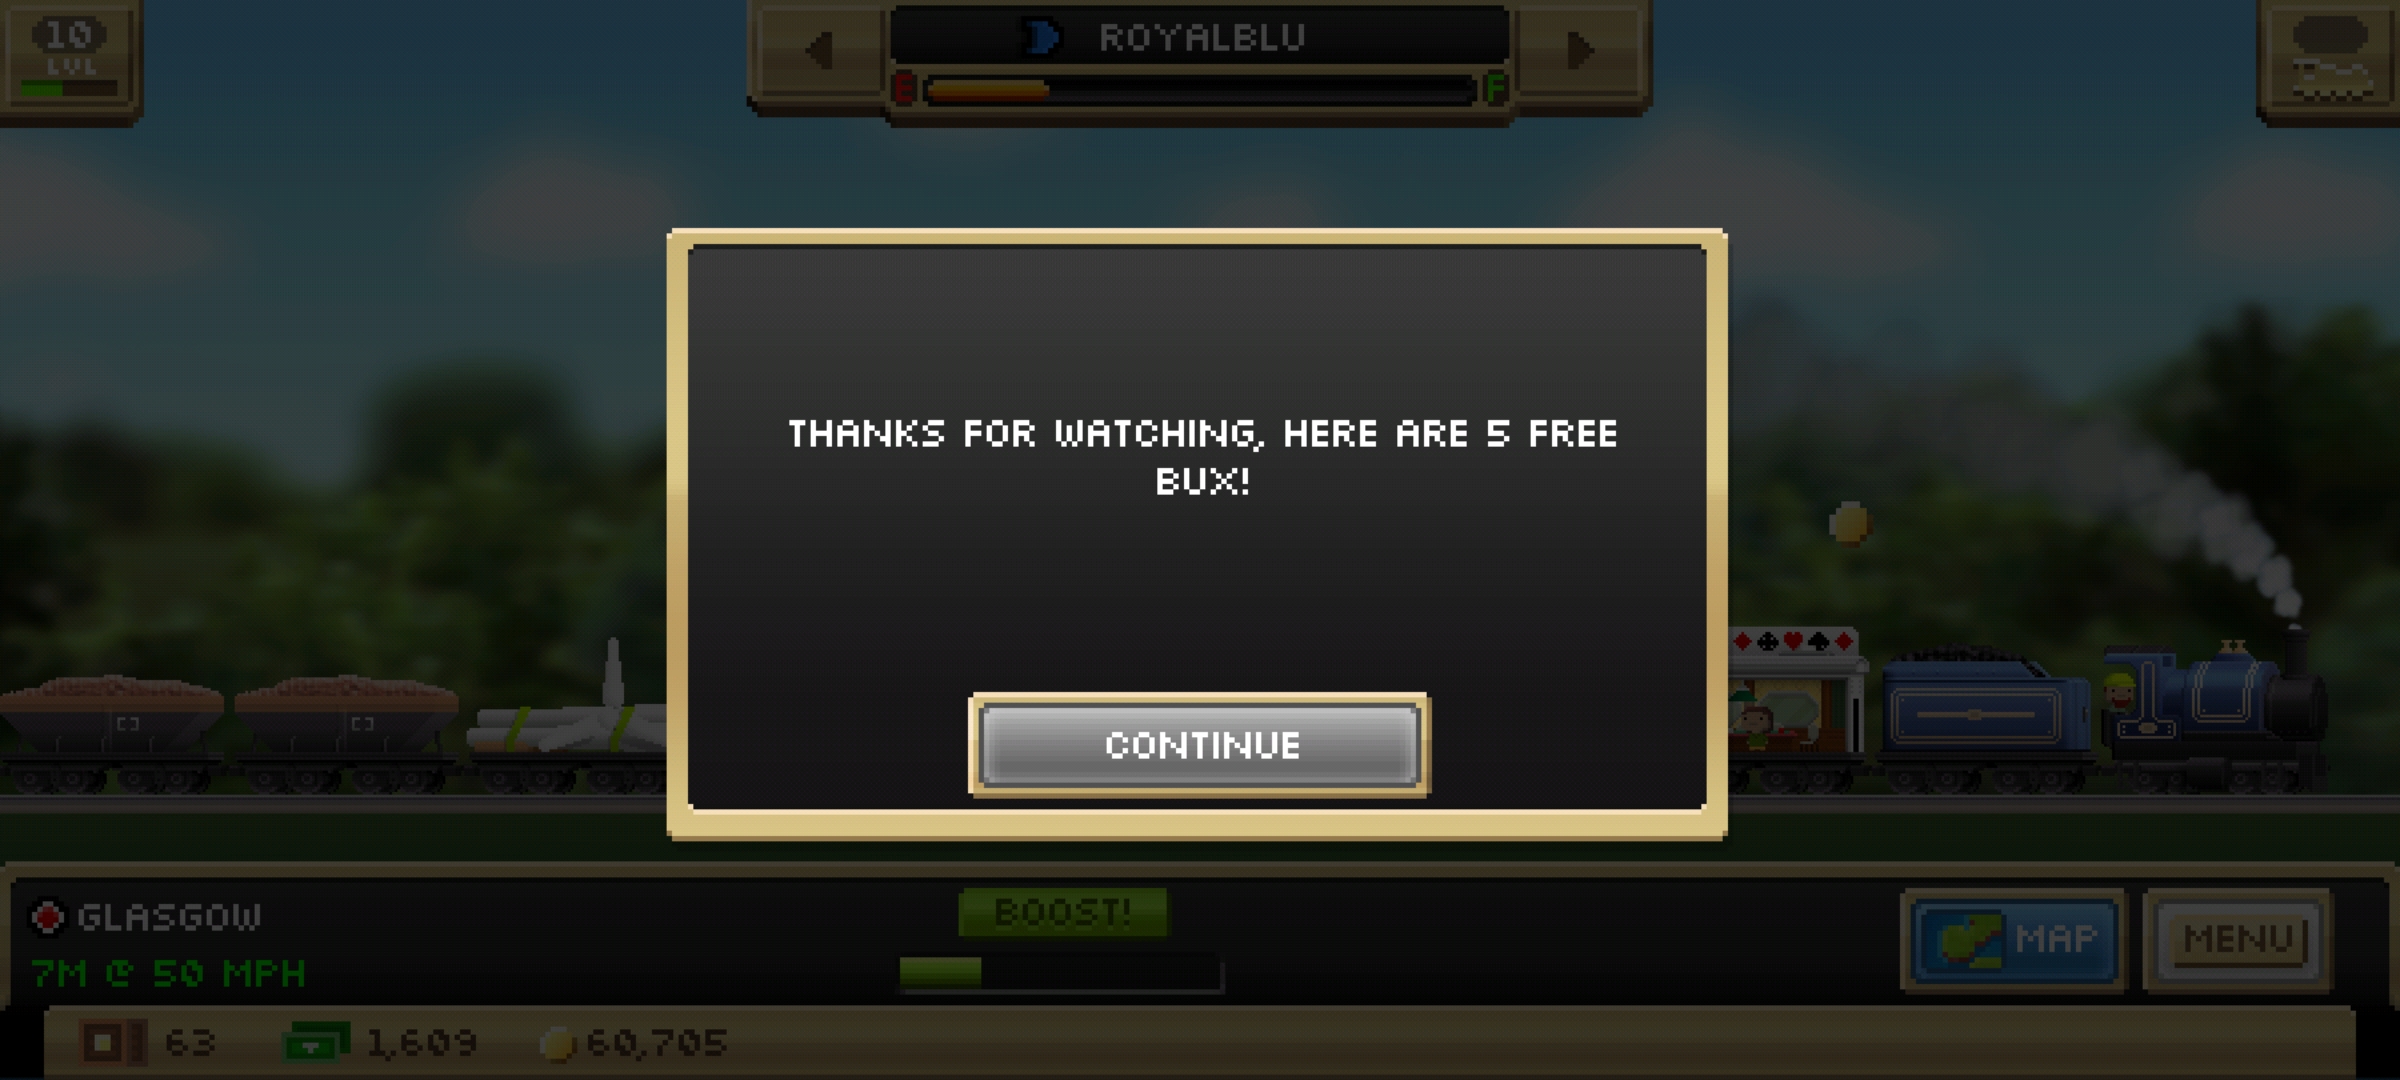 10
LVL
ROYALBLU
E F
THANKS FOR WATCHING, HERE ARE 5 FREE
BUX!
CONTINUE
GLASGOW
BOOST!
MAP
MENU
7M @ 50 MPH
63 1,609 60,705